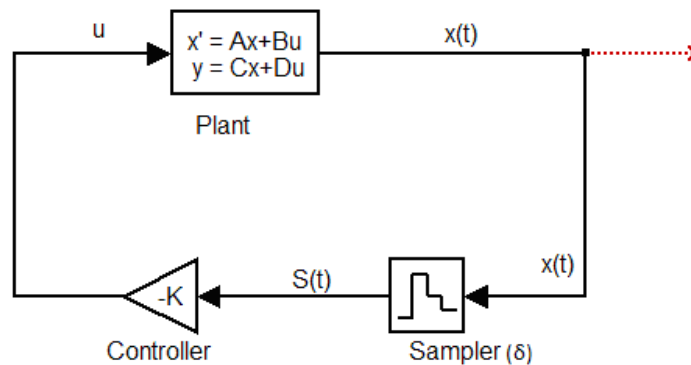 u
x' = Ax+Bu
y = Cx+Du
x(t)
Plant
S(t)
x(t)
-K
Controller
Sampler (δ)